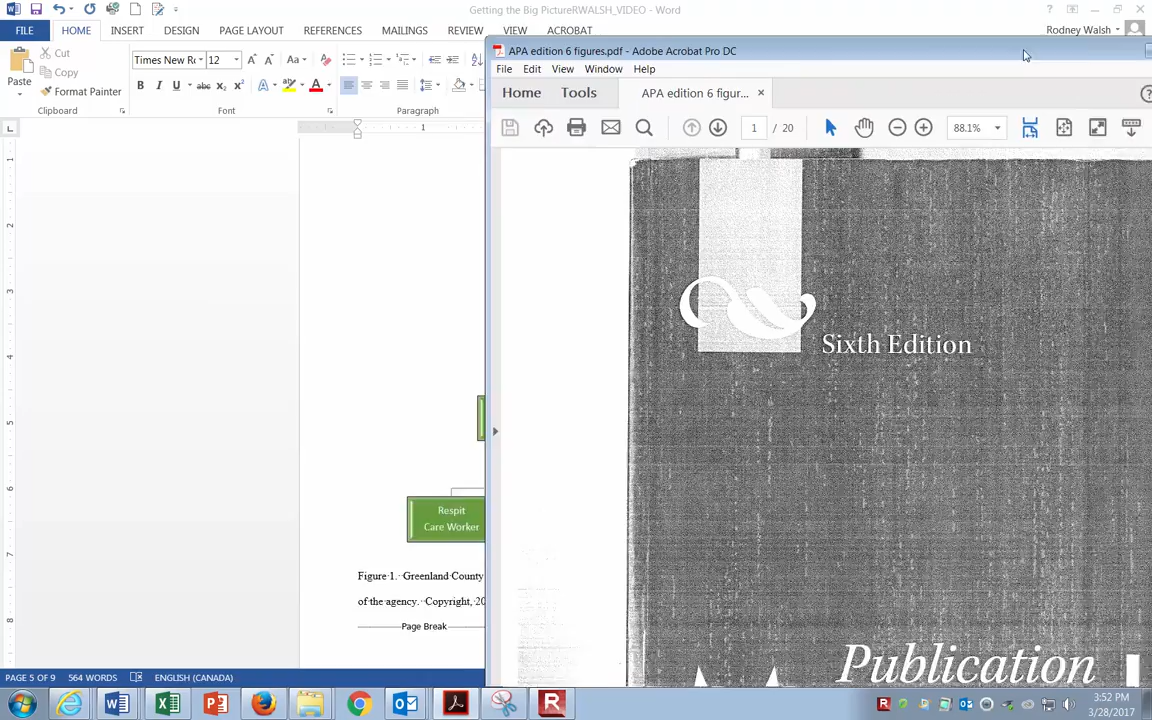 Getting the Big PictureRWALSH_VIDEO - Word
FILE HOME INSERT DESIGN PAGE LAYOUT REFERENCES MAILINGS REVIEW VIEW ACROBAT Rodney Walsh
Paste
Cut
Copy
Format Painter
Clipboard
Times New Ro 12
Font
Paragraph
APA edition 6 figures.pdf - Adobe Acrobat Pro DC
File Edit View Window Help
Home Tools APA edition 6 figur... ×
1 / 20 88.1%
Sixth Edition
Publication
Respit
Care Worker
Figure 1. Greenland County
of the agency. Copyright, 20
Page Break
PAGE 5 OF 9 564 WORDS ENGLISH (CANADA)
3:52 PM
3/28/2017